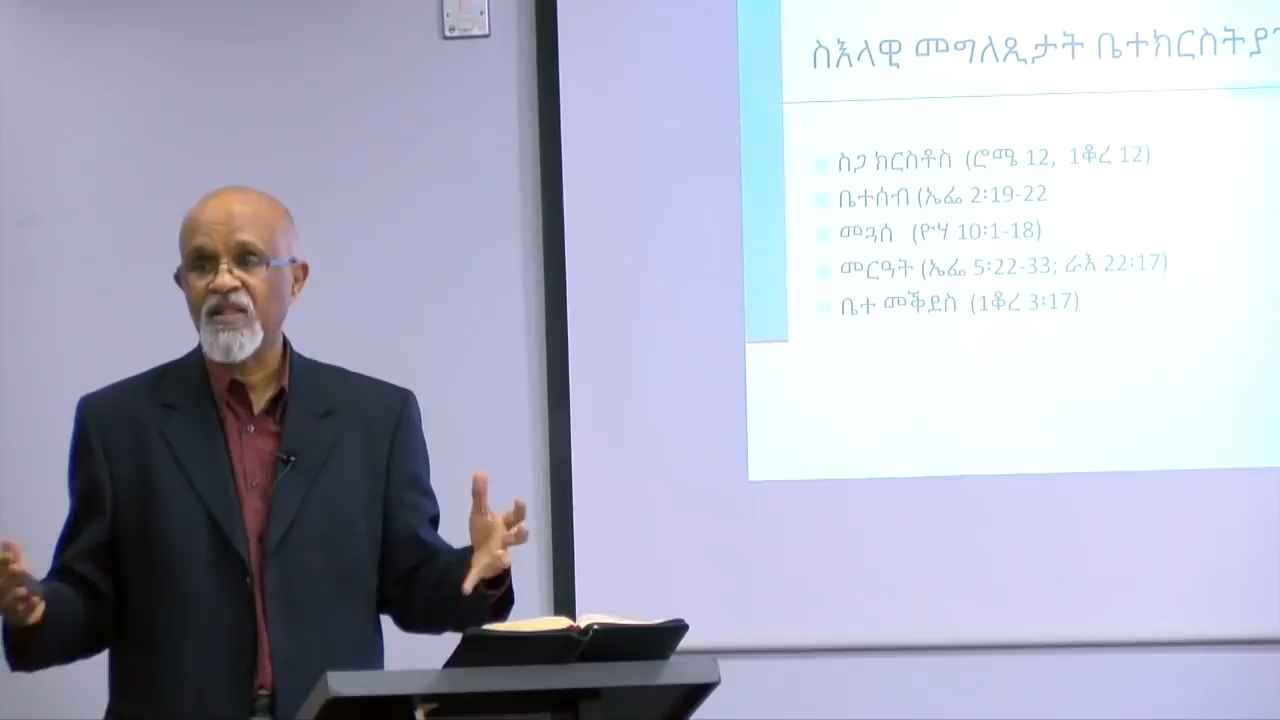 ስእላዊ መግለጺታት ቤተክርስትያን
ስጋ ክርስቶስ (ሮሜ 12, 1ቆረ 12)
ቤተሰብ (ኤፌ 2፡19-22
መጓሰ (ዮሃ 10፡1-18)
መርዓት (ኤፌ 5፡22-33; ራእ 22፡17)
ቤተ መቕደስ (1ቆረ 3፡17)